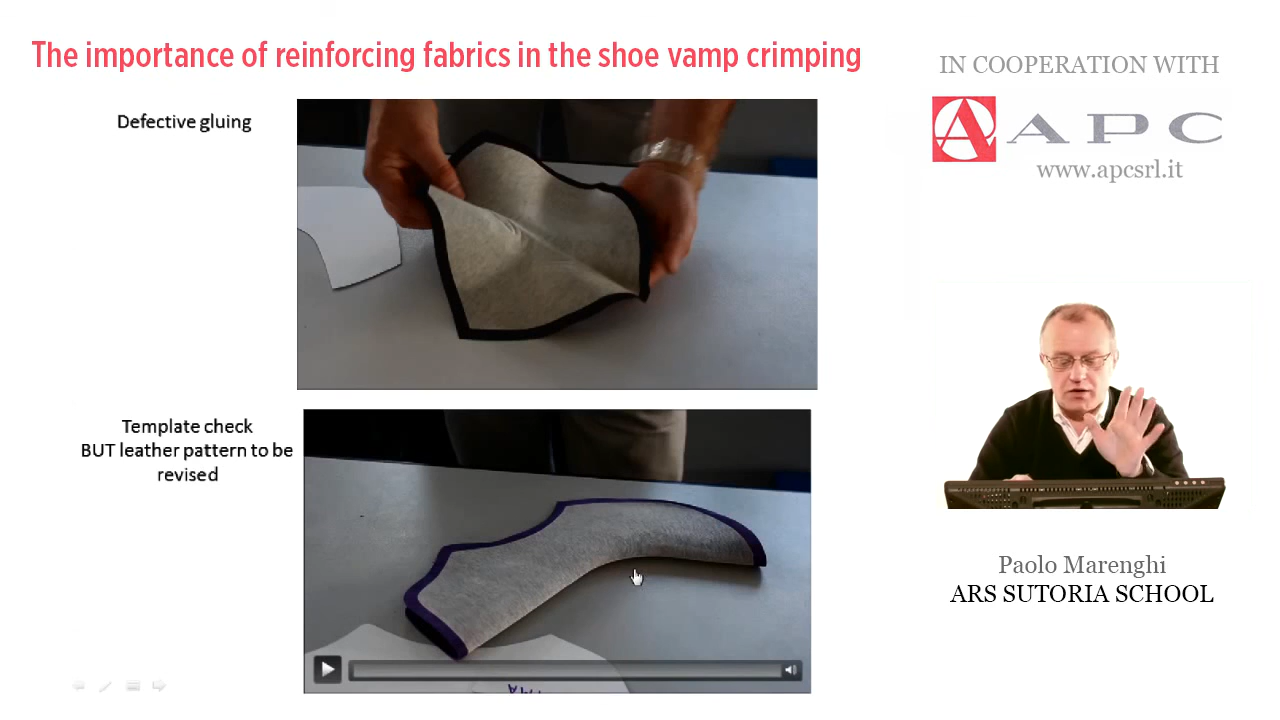 The importance of reinforcing fabrics in the shoe vamp crimping
IN COOPERATION WITH
APC
www.apcsrl.it
Defective gluing
Template check
BUT leather pattern to be
revised
Paolo Marenghi
ARS SUTORIA SCHOOL